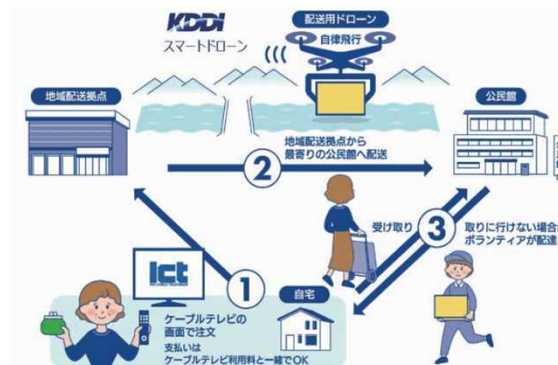 KDDI
スマートドローン
配送用ドローン
自律飛行
地域配送拠点
公民館
地域配送拠点から
最寄りの公民館へ配送
2
受け取り
3
取りに行けない場合
ボランティアが配達
ict
1
自宅
ケーブルテレビの
画面で注文
支払いは
ケーブルテレビ利用料と一緒でOK